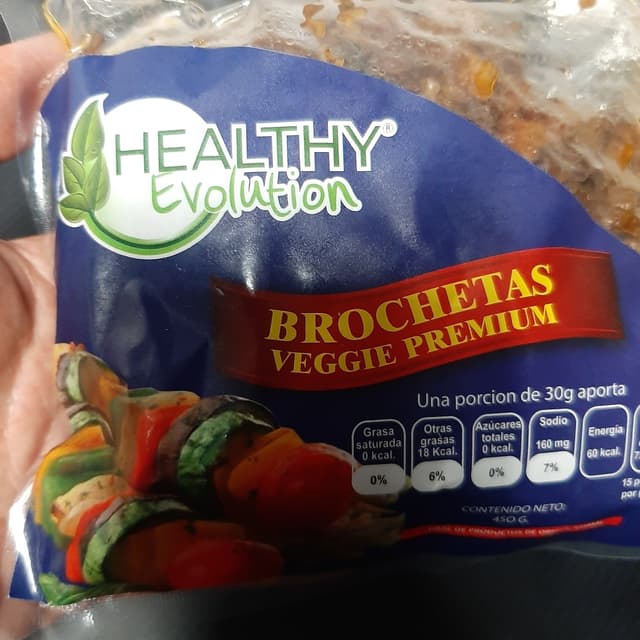 HEALTHY®
Evolution
BROCHETAS
VEGGIE PREMIUM
Una porcion de 30g aporta
Grasa
saturada
0 kcal.
0%
Otras
grasas
18 Kcal.
6%
Azúcares
totales
0 kcal.
0%
Sodio
160 mg
7%
Energía
60 kcal.
CONTENIDO NETO:
450 G.